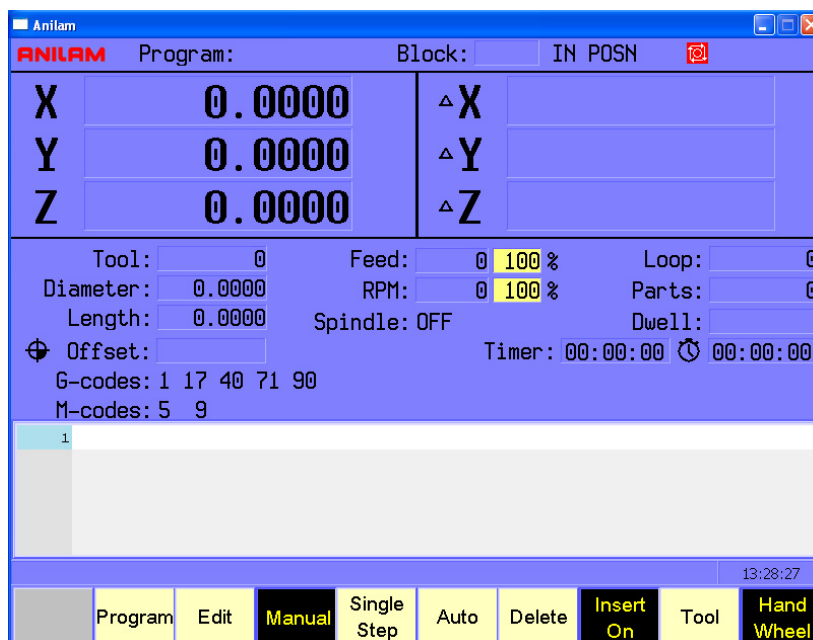 Anilam
ANILAM Program: Block: IN POSN
X 0.0000 △X
Y 0.0000 △Y
Z 0.0000 △Z
Tool: 0 Feed: 0 100 % Loop: 0
Diameter: 0.0000 RPM: 0 100 % Parts: 0
Length: 0.0000 Spindle: OFF Dwell:
Offset: Timer: 00:00:00 00:00:00
G-codes: 1 17 40 71 90
M-codes: 5 9
1
13:28:27
Program Edit Manual Single Step Auto Delete Insert On Tool Hand Wheel